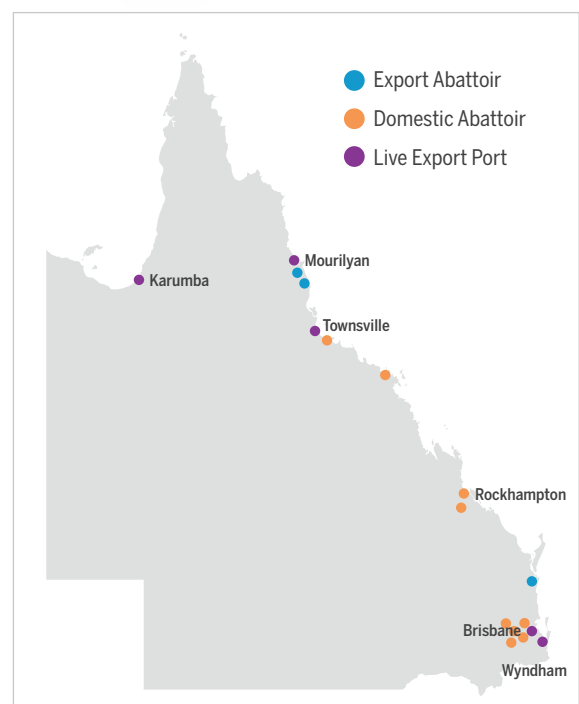 Export Abattoir
Domestic Abattoir
Live Export Port
Mourilyan
Karumba
Townsville
Rockhampton
Brisbane
Wyndham